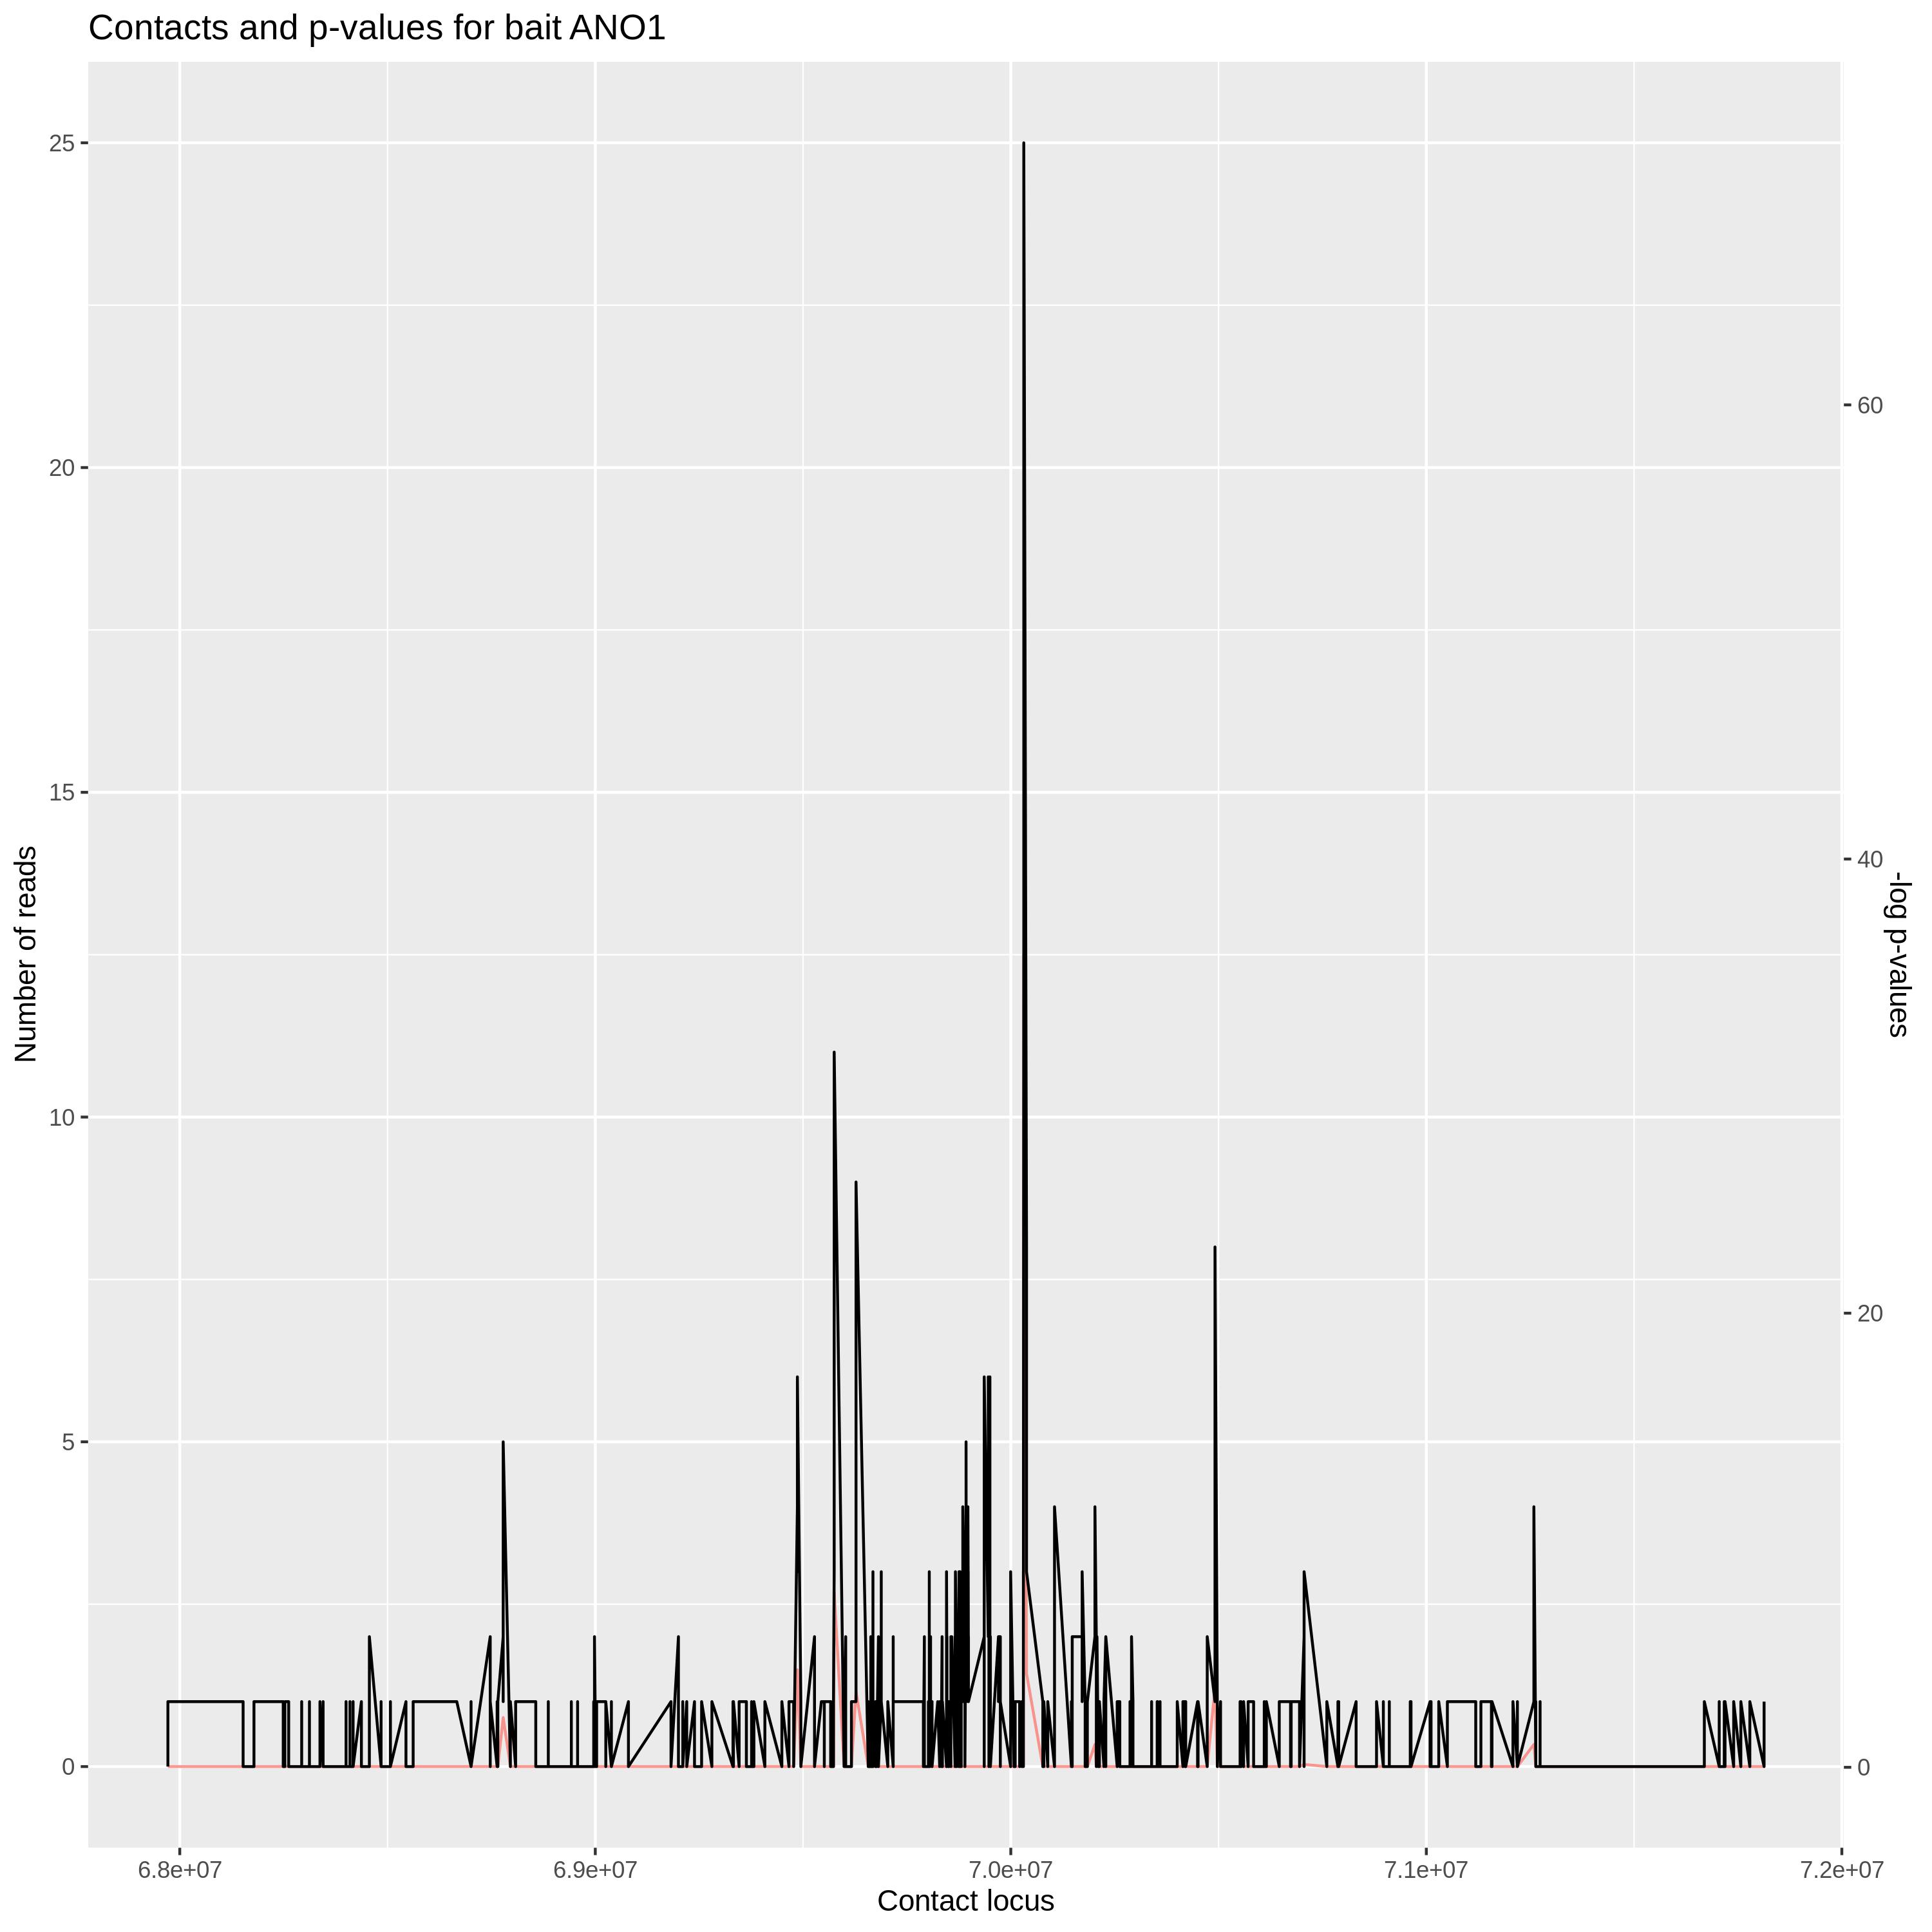 Contacts and p-values for bait ANO1
25
20
15
10
5
0
Number of reads
60
40
20
0
-log p-values
6.8e+07
6.9e+07
7.0e+07
7.1e+07
7.2e+07
Contact locus